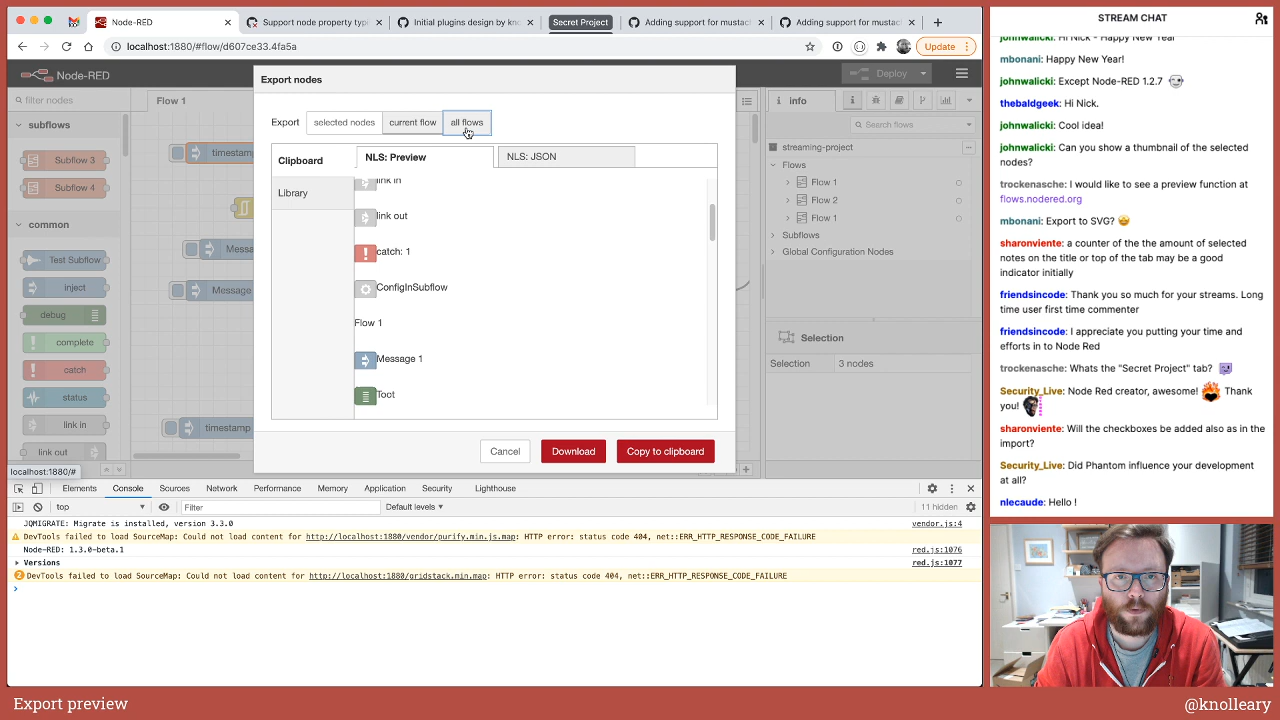 Node-RED
Support node property type
Initial plugins design by kn
Secret Project
Adding support for mustac
Adding support for mustac
localhost:1880/#flow/d607ce33.4fa5a
Update
Node-RED
Deploy
filter nodes
Flow 1
info
Search flows
subflows
Subflow 3
Subflow 4
common
Test Subflow
inject
debug
complete
catch
status
link in
link out
timestamp
Messa
Message
timestamp
Export nodes
Export
selected nodes
current flow
all flows
Clipboard
Library
NLS: Preview
NLS: JSON
link in
link out
catch: 1
ConfigInSubflow
Flow 1
Message 1
Toot
Cancel
Download
Copy to clipboard
streaming-project
Flows
Flow 1
Flow 2
Flow 1
Subflows
Global Configuration Nodes
Selection
Selection 3 nodes
localhost:1880/#
Elements
Console
Sources
Network
Performance
Memory
Application
Security
Lighthouse
top
Filter
Default levels
11 hidden
JQMIGRATE: Migrate is installed, version 3.3.0
vendor.js:4
DevTools failed to load SourceMap: Could not load content for http://localhost:1880/vendor/purify.min.js.map: HTTP error: status code 404, net::ERR_HTTP_RESPONSE_CODE_FAILURE
Node-RED: 1.3.0-beta.1
red.js:1076
Versions
red.js:1077
2 DevTools failed to load SourceMap: Could not load content for http://localhost:1880/gridstack.min.map: HTTP error: status code 404, net::ERR_HTTP_RESPONSE_CODE_FAILURE
STREAM CHAT
johnwalicki: Hi Nick - Happy New Year
mbonani: Happy New Year!
johnwalicki: Except Node-RED 1.2.7
thebaldgeek: Hi Nick.
johnwalicki: Cool idea!
johnwalicki: Can you show a thumbnail of the
selected
nodes?
trockenasche: I would like to see a preview function at
flows.nodered.org
mbonani: Export to SVG?
sharonviente: a counter of the the amount of selected
notes on the title or top of the tab may be a good
indicator initially
friendsincode: Thank you so much for your streams. Long
time user first time commenter
friendsincode: I appreciate you putting your time and
efforts in to Node Red
trockenasche: Whats the "Secret Project" tab?
Security_Live: Node Red creator, awesome! Thank
you!
sharonviente: Will the checkboxes be added also as in the
import?
Security_Live: Did Phantom influence your development
at all?
nlecaude: Hello !
Export preview
@knolleary